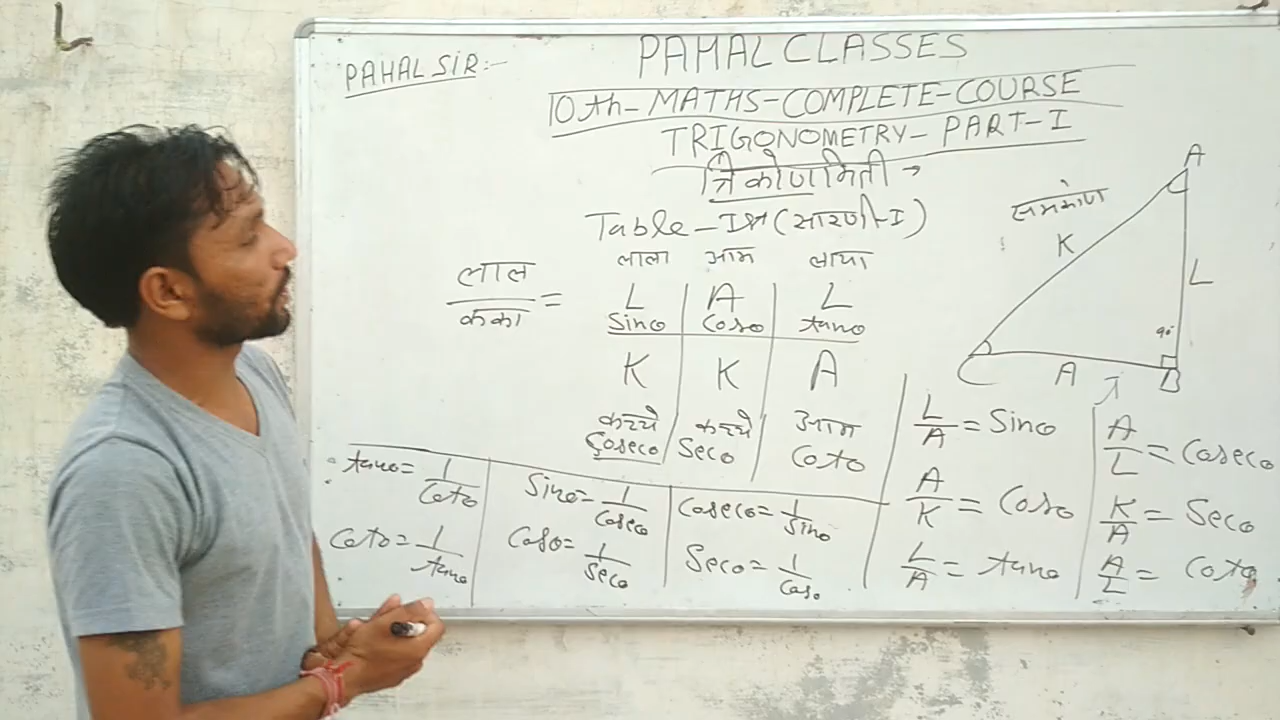 PAHAL SIR:-
PAHAL CLASSES
10th-MATHS-COMPLETE-COURSE
TRIGONOMETRY-PART-I
त्रिकोणमिती →
Table-Ist (सारणी-I)
लाला आम लाया
लाल/कका = L A L
Sinθ Cosθ tanθ
K K A
कच्चे कच्चे आम
Cosecθ Secθ Cotθ
समकोण
A
K
L
90°
C A B
tanθ = 1/Cotθ
Cotθ = 1/tanθ
Sinθ = 1/Cosecθ
Cosθ = 1/Secθ
Cosecθ = 1/Sinθ
Secθ = 1/Cosθ
L/A = Sinθ
A/K = Cosθ
L/A = tanθ
A/L = Cosecθ
K/A = Secθ
A/L = Cotθ